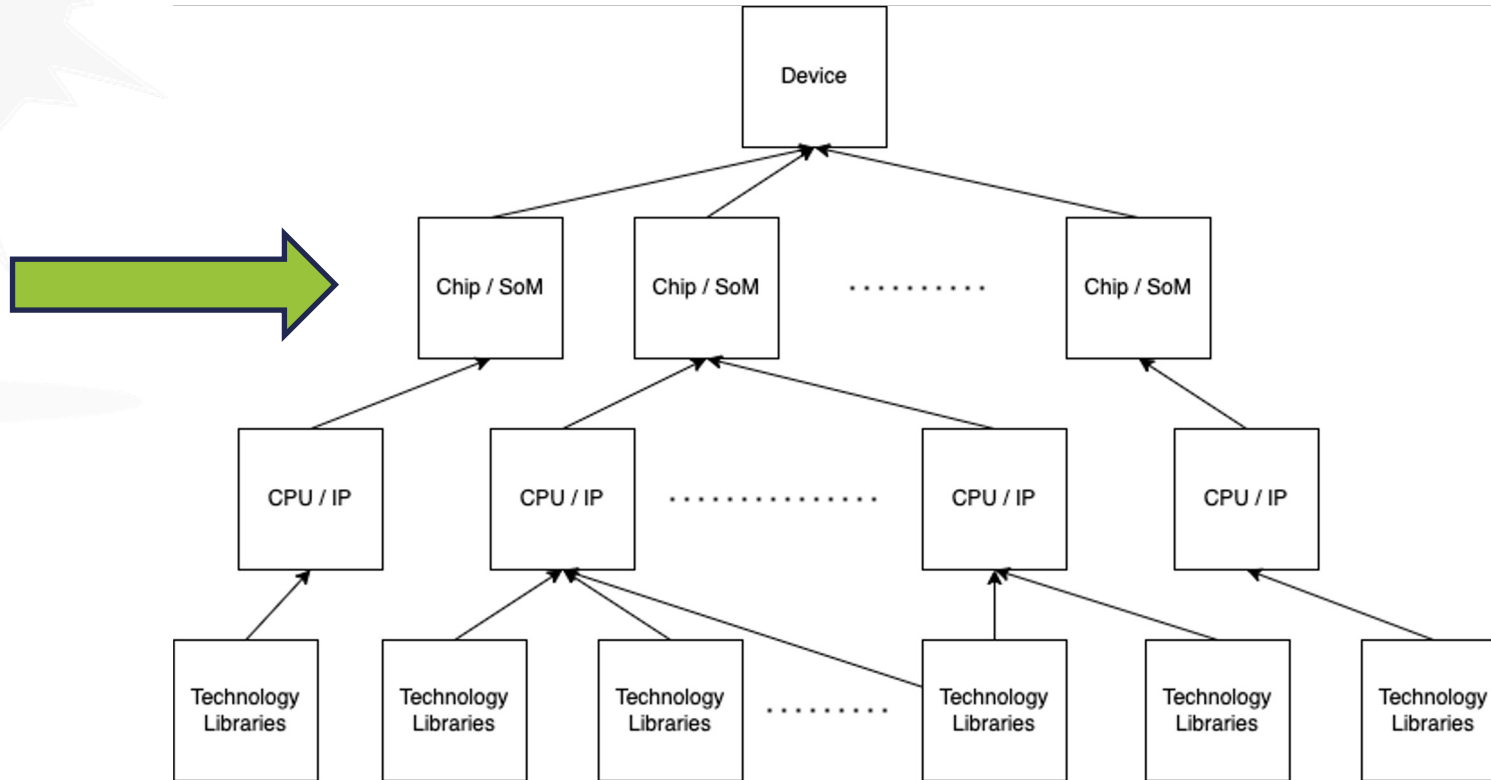 Device
Chip / SoM
Chip / SoM
..........
Chip / SoM
CPU / IP
CPU / IP
...............
CPU / IP
CPU / IP
Technology
Libraries
Technology
Libraries
Technology
Libraries
.........
Technology
Libraries
Technology
Libraries
Technology
Libraries